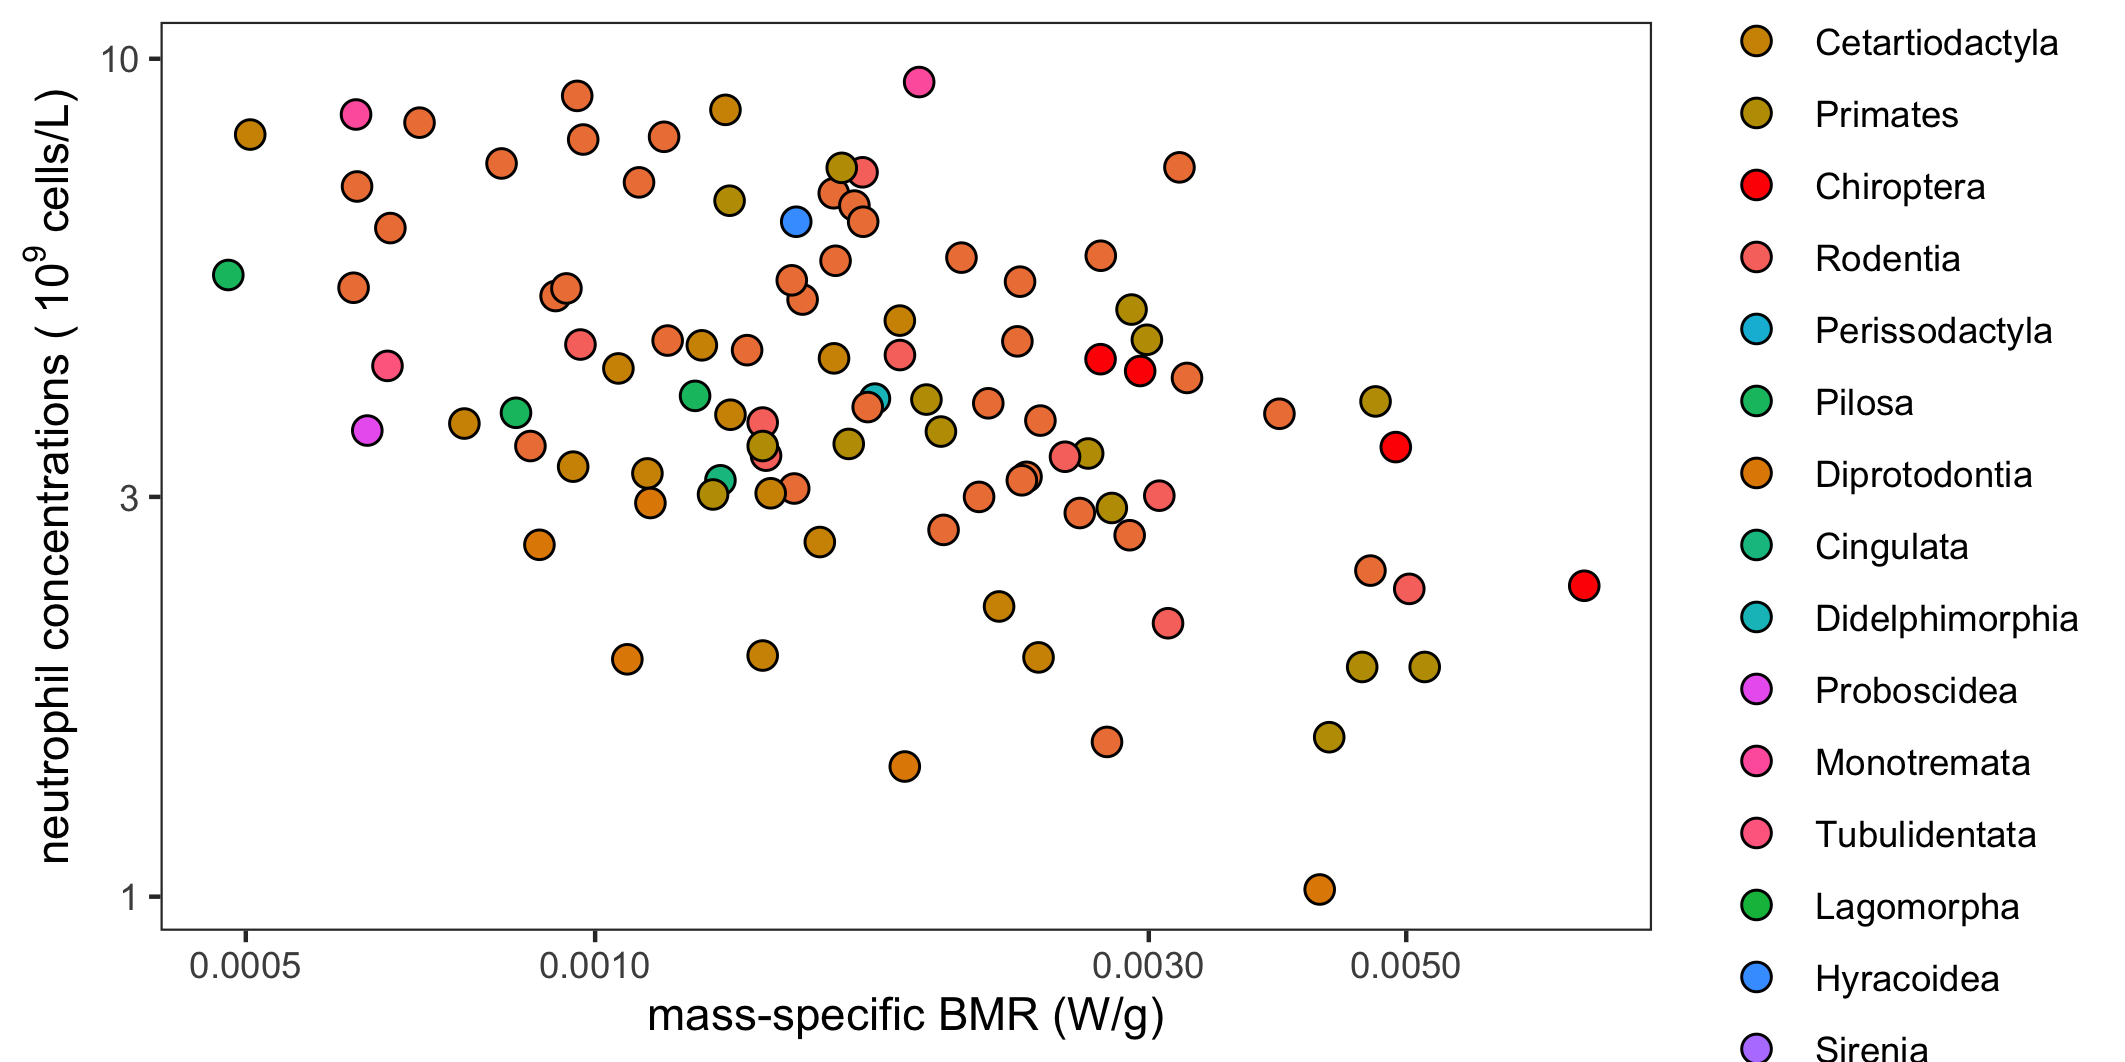 10
3
1
neutrophil concentrations ( 10⁹ cells/L)
0.0005
0.0010
0.0030
0.0050
mass-specific BMR (W/g)
Cetartiodactyla
Primates
Chiroptera
Rodentia
Perissodactyla
Pilosa
Diprotodontia
Cingulata
Didelphimorphia
Proboscidea
Monotremata
Tubulidentata
Lagomorpha
Hyracoidea
Sirenia